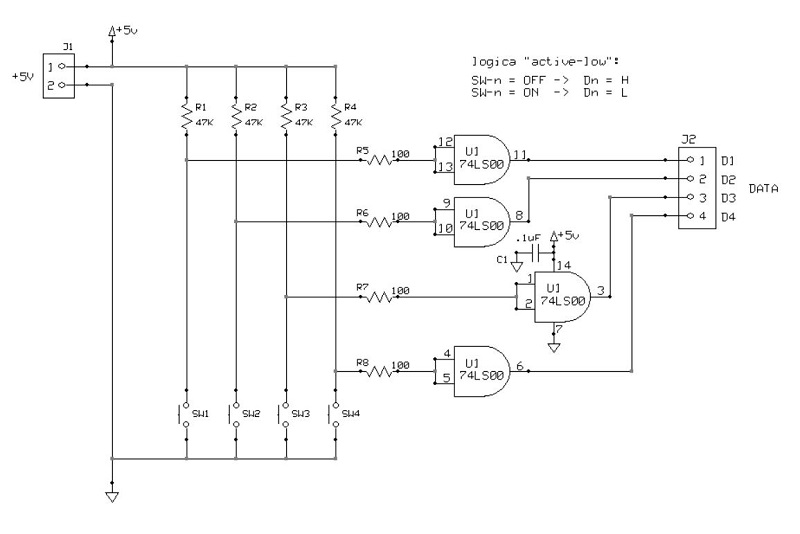 +5v
J1
+5V
1
2
logica "active-low":
SW-n = OFF -> Dn = H
SW-n = ON -> Dn = L
R1
47K
R2
47K
R3
47K
R4
47K
R5
100
12
13
U1
74LS00
11
J2
1 D1
2 D2
3 D3
4 D4
DATA
R6
100
9
10
U1
74LS00
8
.1uF
+5v
C1
14
R7
100
1
2
U1
74LS00
3
7
R8
100
4
5
U1
74LS00
6
SW1
SW2
SW3
SW4